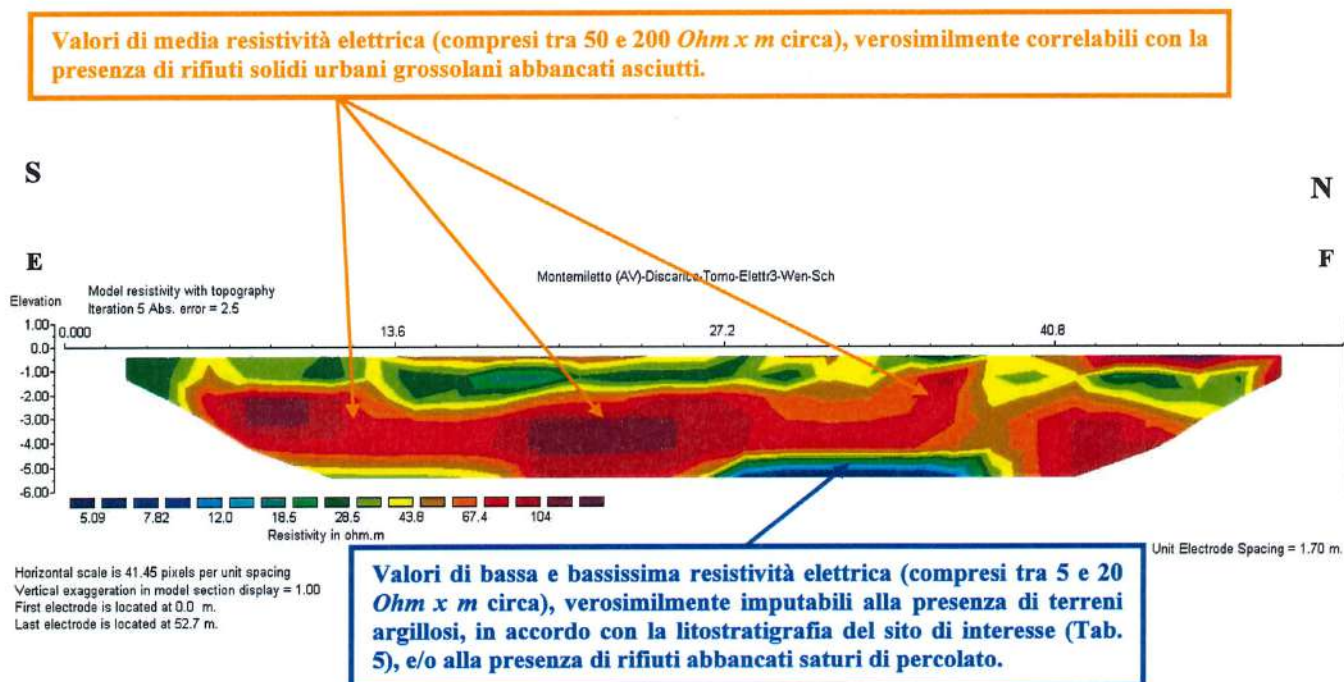 Valori di media resistività elettrica (compresi tra 50 e 200 Ohm x m circa), verosimilmente correlabili con la
presenza di rifiuti solidi urbani grossolani abbancati asciutti.
S
N
E
F
Montemiletto (AV)-Discarica-Tomo-Elettr3-Wen-Sch
Model resistivity with topography
Iteration 5 Abs. error = 2.5
Elevation
0.000 13.6 27.2 40.8
1.00
0.0
-1.00
-2.00
-3.00
-4.00
-5.00
-6.00
5.09 7.82 12.0 18.5 28.5 43.8 67.4 104
Resistivity in ohm.m
Unit Electrode Spacing = 1.70 m.
Horizontal scale is 41.45 pixels per unit spacing
Vertical exaggeration in model section display = 1.00
First electrode is located at 0.0 m.
Last electrode is located at 52.7 m.
Valori di bassa e bassissima resistività elettrica (compresi tra 5 e 20
Ohm x m circa), verosimilmente imputabili alla presenza di terreni
argillosi, in accordo con la litostratigrafia del sito di interesse (Tab.
5), e/o alla presenza di rifiuti abbancati saturi di percolato.